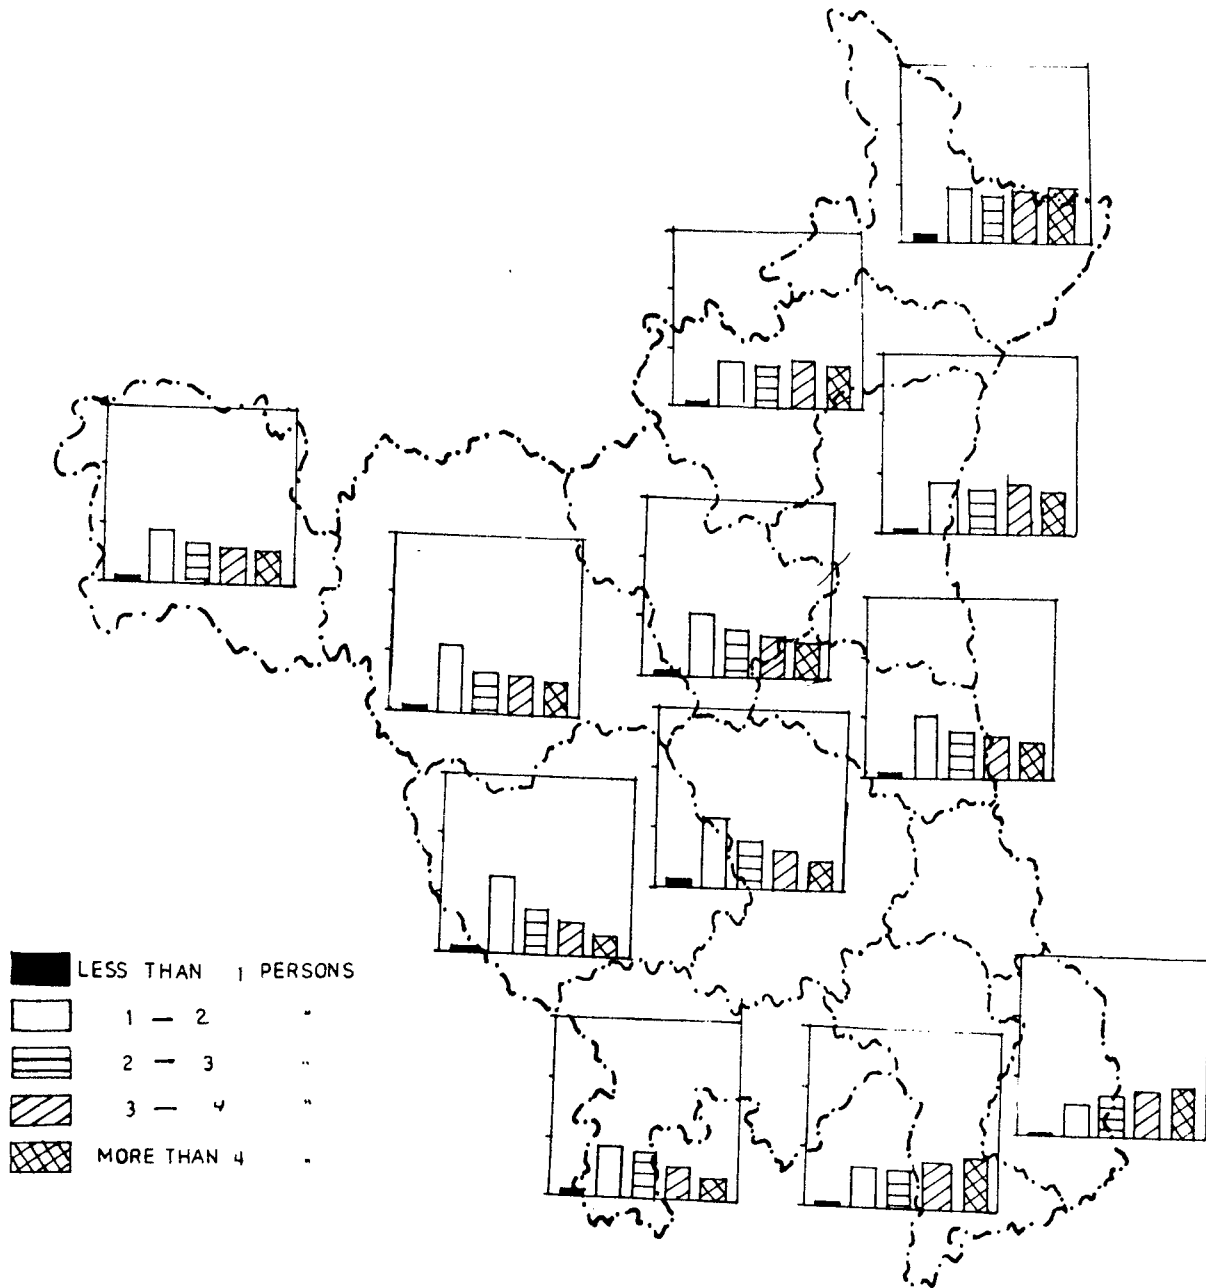 LESS THAN 1 PERSONS
1 — 2 "
2 — 3 "
3 — 4 "
MORE THAN 4 "